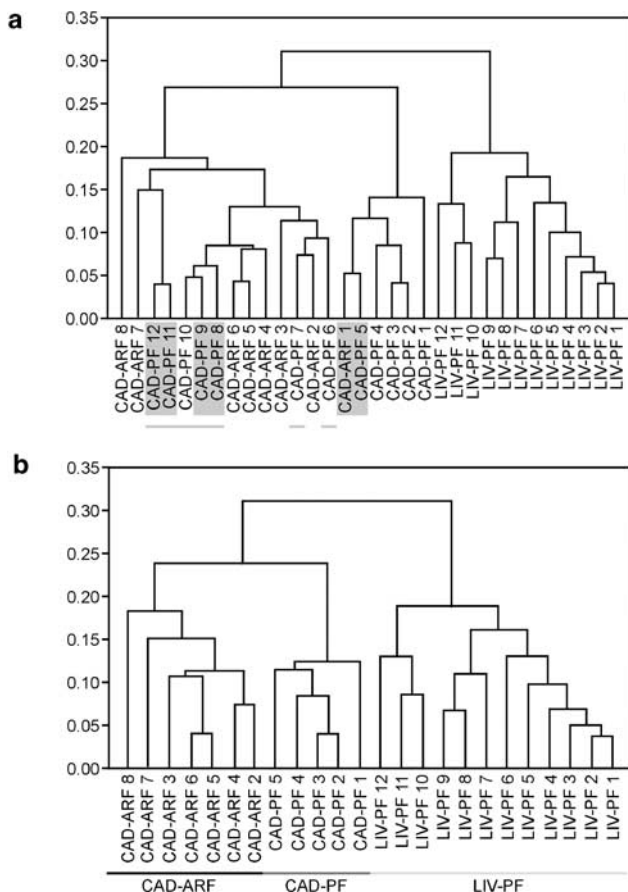 a
0.35
0.30
0.25
0.20
0.15
0.10
0.05
0.00
CAD-ARF 8
CAD-ARF 7
CAD-PF 12
CAD-PF 11
CAD-PF 10
CAD-PF 9
CAD-PF 8
CAD-ARF 6
CAD-ARF 5
CAD-ARF 4
CAD-ARF 3
CAD-PF 7
CAD-ARF 2
CAD-PF 6
CAD-ARF 1
CAD-PF 5
CAD-PF 4
CAD-PF 3
CAD-PF 2
CAD-PF 1
LIV-PF 12
LIV-PF 11
LIV-PF 10
LIV-PF 9
LIV-PF 8
LIV-PF 7
LIV-PF 6
LIV-PF 5
LIV-PF 4
LIV-PF 3
LIV-PF 2
LIV-PF 1
b
0.35
0.30
0.25
0.20
0.15
0.10
0.05
0.00
CAD-ARF 8
CAD-ARF 7
CAD-ARF 3
CAD-ARF 6
CAD-ARF 5
CAD-ARF 4
CAD-ARF 2
CAD-PF 5
CAD-PF 4
CAD-PF 3
CAD-PF 2
CAD-PF 1
LIV-PF 12
LIV-PF 11
LIV-PF 10
LIV-PF 9
LIV-PF 8
LIV-PF 7
LIV-PF 6
LIV-PF 5
LIV-PF 4
LIV-PF 3
LIV-PF 2
LIV-PF 1
CAD-ARF
CAD-PF
LIV-PF